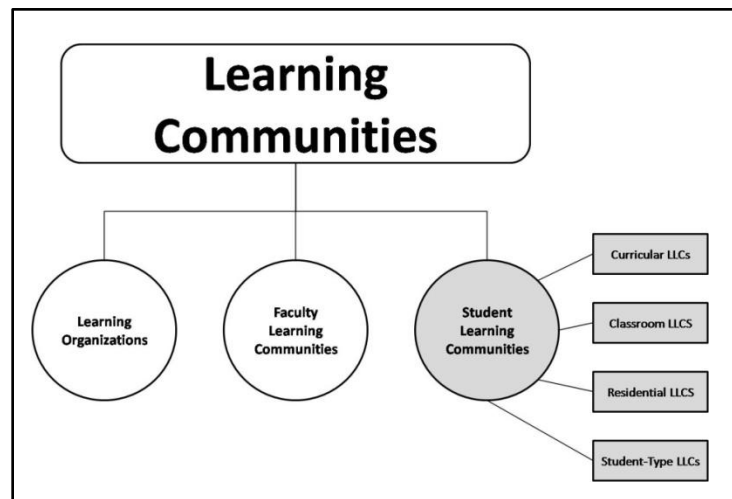 Learning
Communities
Learning
Organizations
Faculty
Learning
Communities
Student
Learning
Communities
Curricular LLCs
Classroom LLCS
Residential LLCS
Student-Type LLCs